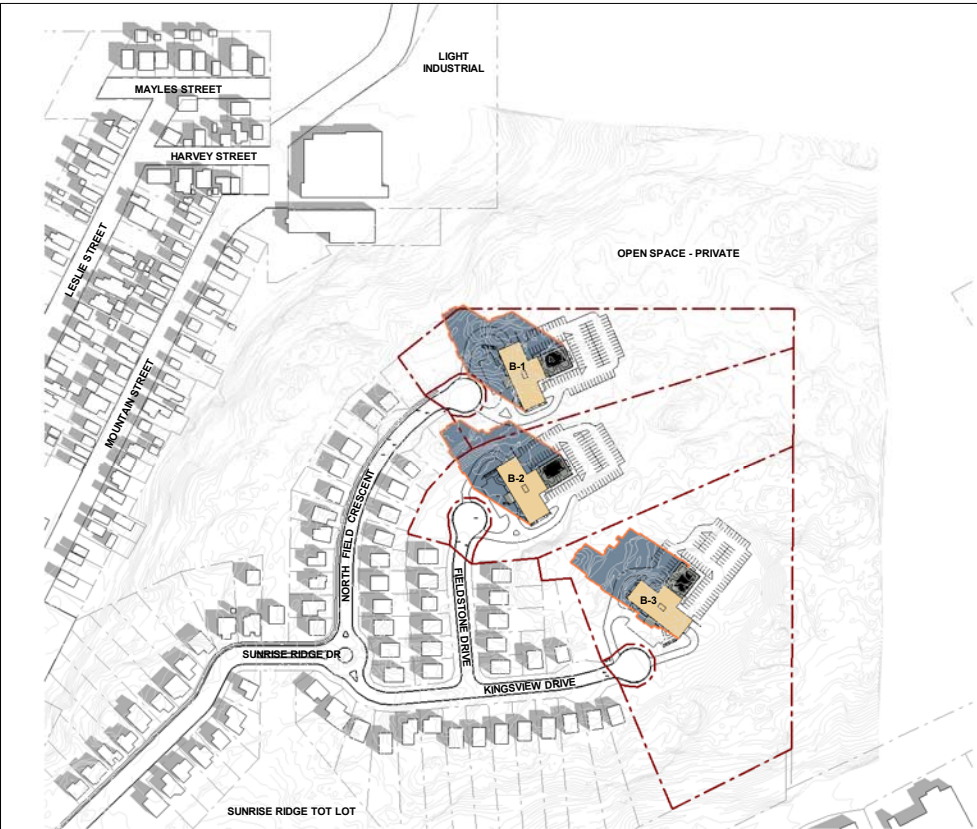 LIGHT
INDUSTRIAL
MAYLES STREET
HARVEY STREET
LESLIE STREET
OPEN SPACE - PRIVATE
MOUNTAIN STREET
B-1
B-2
NORTH FIELD CRESCENT
FIELDSTONE DRIVE
B-3
SUNRISE RIDGE DR
KINGSVIEW DRIVE
SUNRISE RIDGE TOT LOT